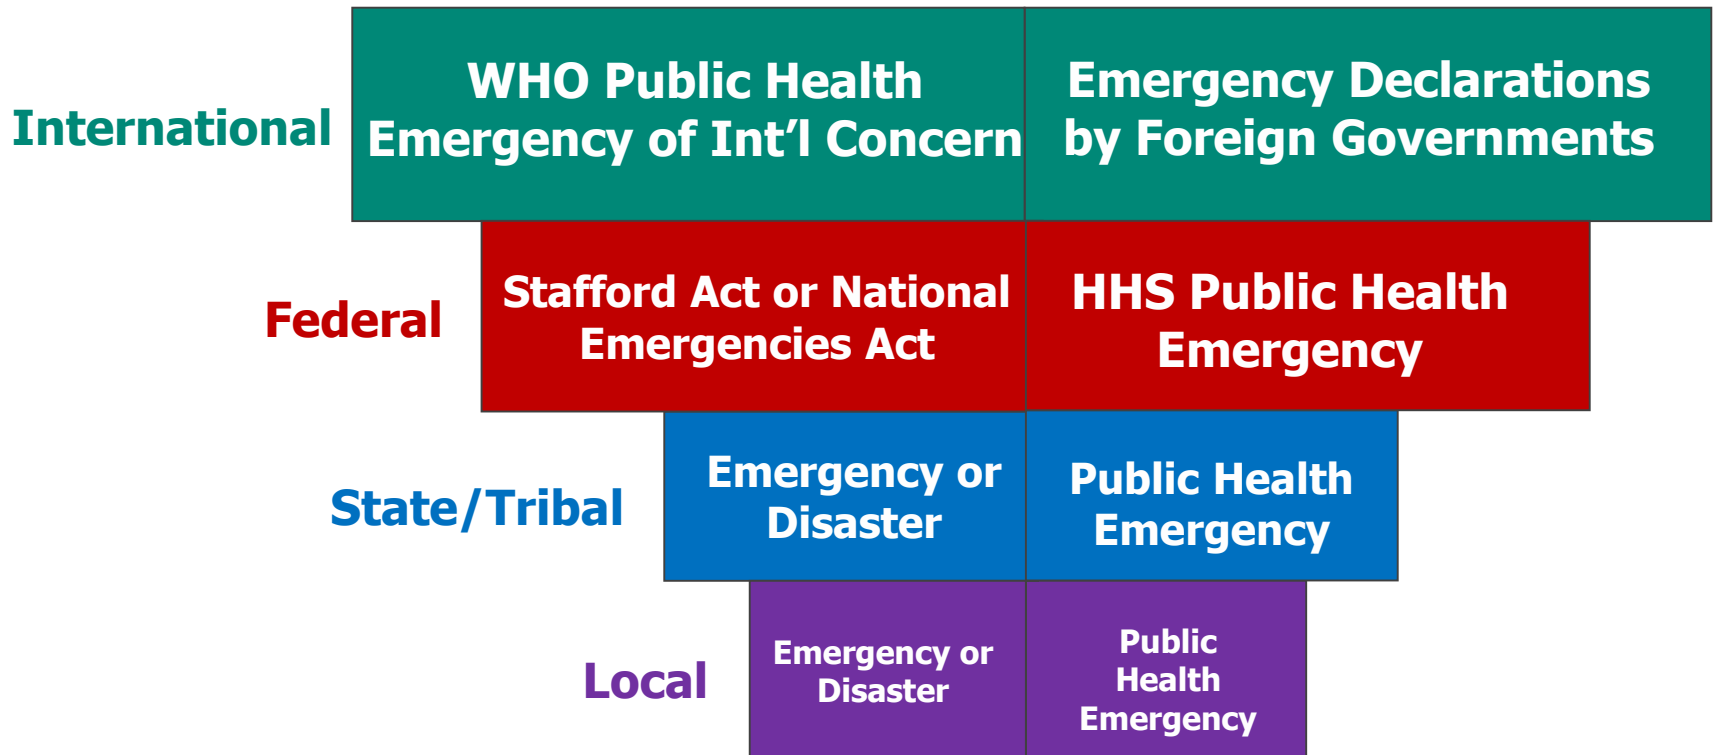 International
WHO Public Health
Emergency of Int’l Concern
Emergency Declarations
by Foreign Governments
Federal
Stafford Act or National
Emergencies Act
HHS Public Health
Emergency
State/Tribal
Emergency or
Disaster
Public Health
Emergency
Local
Emergency or
Disaster
Public
Health
Emergency